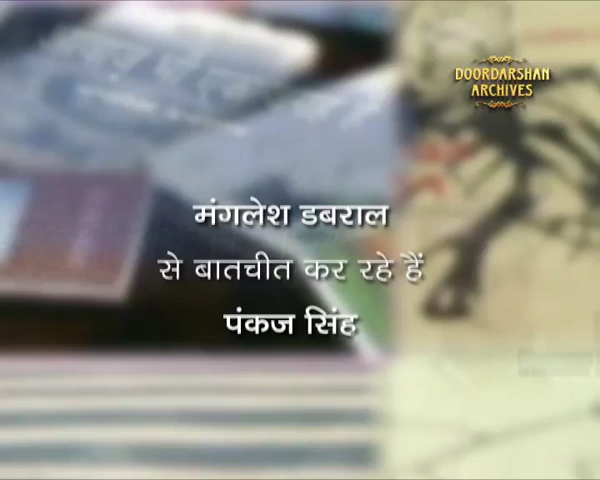 DOORDARSHAN
ARCHIVES
मंगलेश डबराल
से बातचीत कर रहे हैं
पंकज सिंह